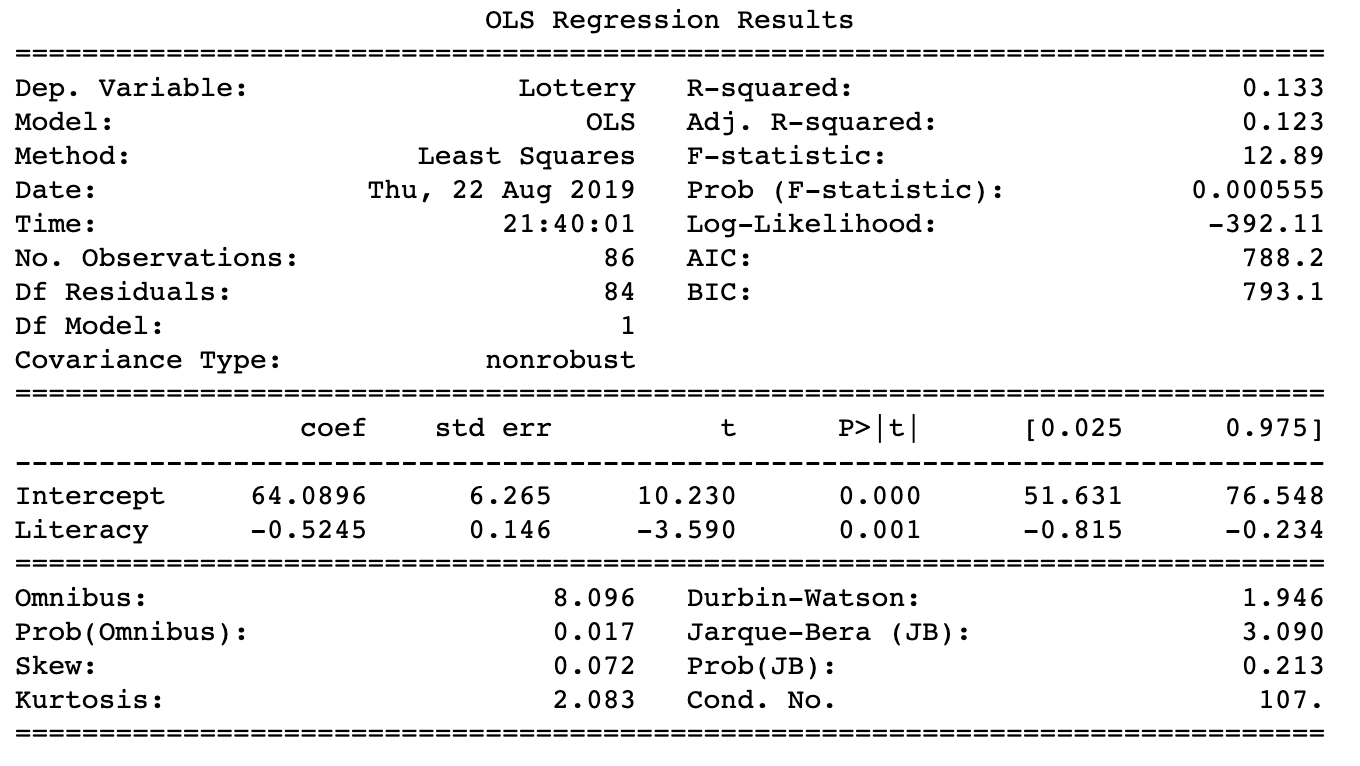 OLS Regression Results
==============================================================================
Dep. Variable:                Lottery   R-squared:                       0.133
Model:                            OLS   Adj. R-squared:                  0.123
Method:                 Least Squares   F-statistic:                     12.89
Date:                Thu, 22 Aug 2019   Prob (F-statistic):           0.000555
Time:                        21:40:01   Log-Likelihood:                -392.11
No. Observations:                  86   AIC:                             788.2
Df Residuals:                      84   BIC:                             793.1
Df Model:                           1
Covariance Type:            nonrobust
==============================================================================
                 coef    std err          t      P>|t|      [0.025      0.975]
------------------------------------------------------------------------------
Intercept     64.0896      6.265     10.230      0.000      51.631      76.548
Literacy      -0.5245      0.146     -3.590      0.001      -0.815      -0.234
==============================================================================
Omnibus:                        8.096   Durbin-Watson:                   1.946
Prob(Omnibus):                  0.017   Jarque-Bera (JB):                3.090
Skew:                           0.072   Prob(JB):                        0.213
Kurtosis:                       2.083   Cond. No.                         107.
==============================================================================